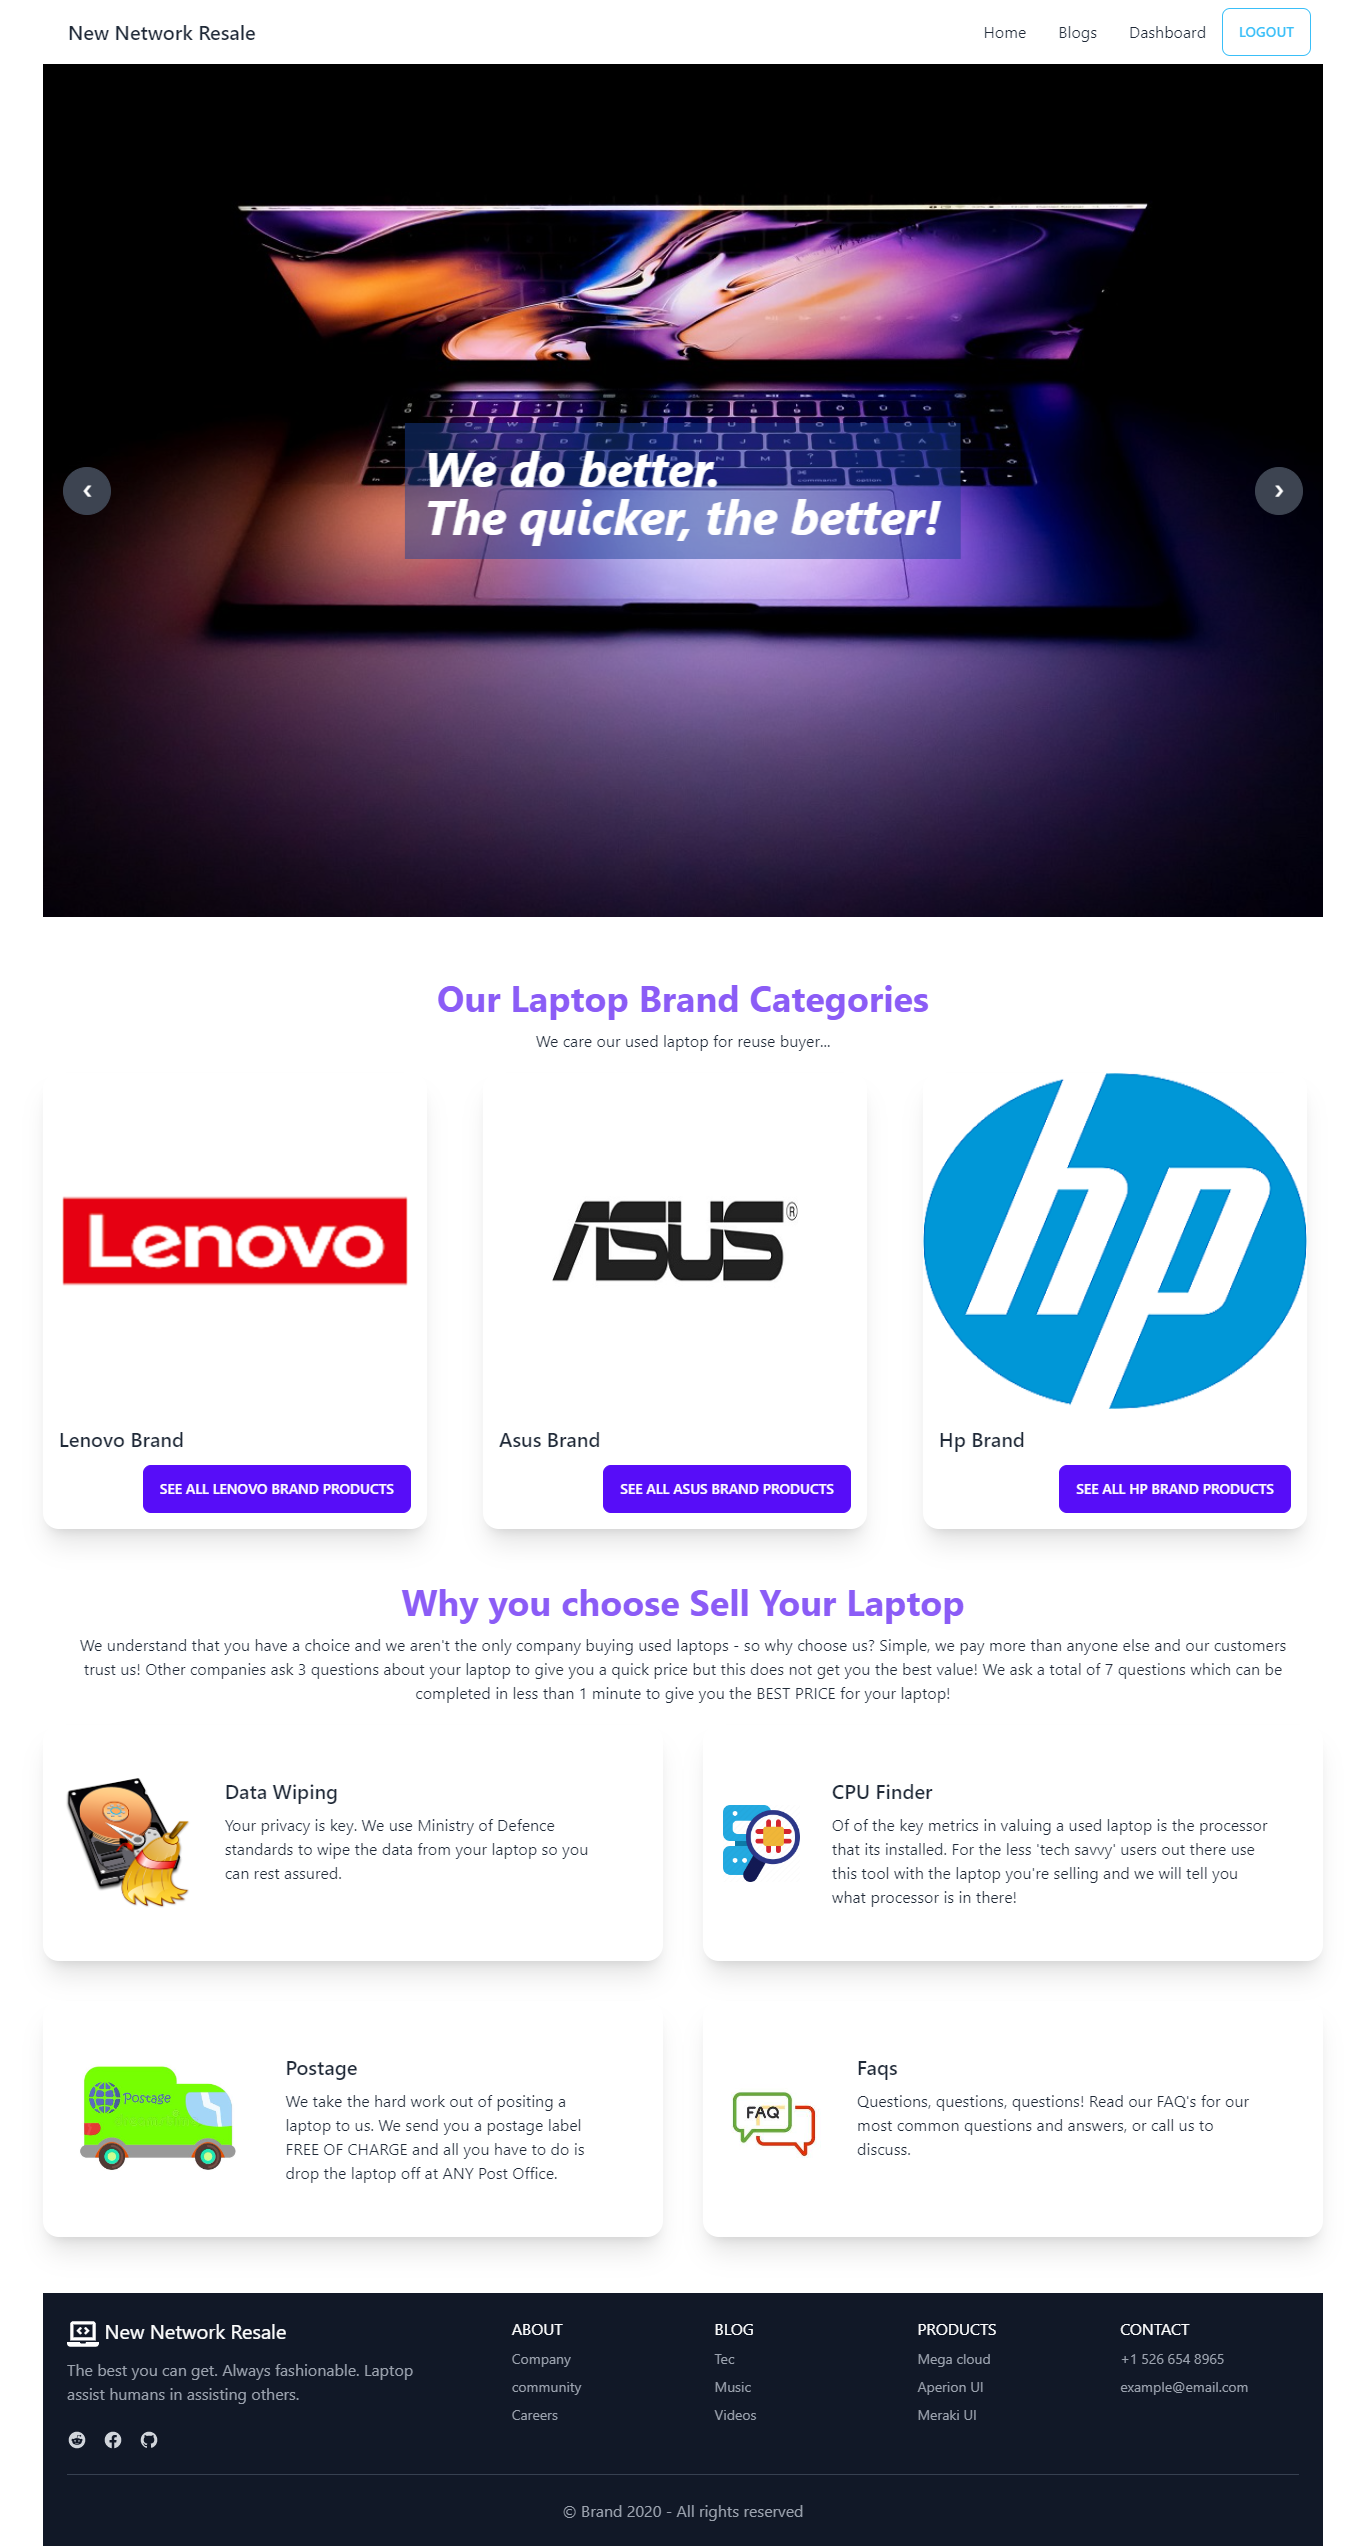 New Network Resale
Home
Blogs
Dashboard
LOGOUT
We do better.
The quicker, the better!
Our Laptop Brand Categories
We care our used laptop for reuse buyer...
Lenovo
ASUS®
hp
Lenovo Brand
SEE ALL LENOVO BRAND PRODUCTS
Asus Brand
SEE ALL ASUS BRAND PRODUCTS
Hp Brand
SEE ALL HP BRAND PRODUCTS
Why you choose Sell Your Laptop
We understand that you have a choice and we aren't the only company buying used laptops - so why choose us? Simple, we pay more than anyone else and our customers
trust us! Other companies ask 3 questions about your laptop to give you a quick price but this does not get you the best value! We ask a total of 7 questions which can be
completed in less than 1 minute to give you the BEST PRICE for your laptop!
Data Wiping
Your privacy is key. We use Ministry of Defence
standards to wipe the data from your laptop so you
can rest assured.
CPU Finder
Of of the key metrics in valuing a used laptop is the processor
that its installed. For the less 'tech savvy' users out there use
this tool with the laptop you're selling and we will tell you
what processor is in there!
Postage
Postage
We take the hard work out of positing a
laptop to us. We send you a postage label
FREE OF CHARGE and all you have to do is
drop the laptop off at ANY Post Office.
FAQ
Faqs
Questions, questions, questions! Read our FAQ's for our
most common questions and answers, or call us to
discuss.
New Network Resale
The best you can get. Always fashionable. Laptop
assist humans in assisting others.
ABOUT
Company
community
Careers
BLOG
Tec
Music
Videos
PRODUCTS
Mega cloud
Aperion UI
Meraki UI
CONTACT
+1 526 654 8965
example@email.com
© Brand 2020 - All rights reserved